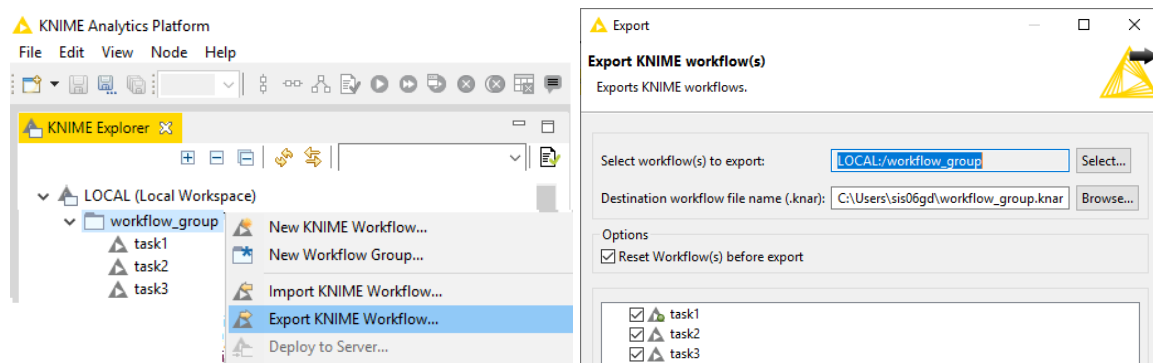 KNIME Analytics Platform
File Edit View Node Help
KNIME Explorer
LOCAL (Local Workspace)
workflow_group
task1
task2
task3
New KNIME Workflow...
New Workflow Group...
Import KNIME Workflow...
Export KNIME Workflow...
Deploy to Server...
Export
Export KNIME workflow(s)
Exports KNIME workflows.
Select workflow(s) to export: LOCAL:/workflow_group Select...
Destination workflow file name (.knar): C:\Users\sis06gd\workflow_group.knar Browse...
Options
Reset Workflow(s) before export
task1
task2
task3